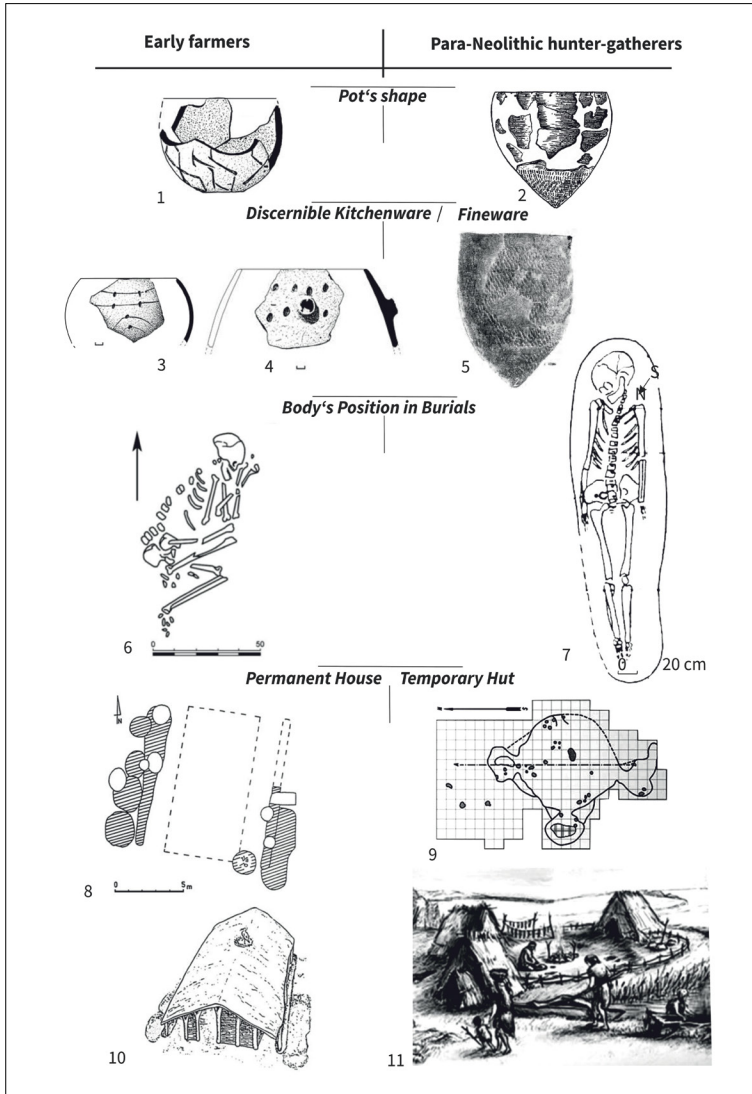 Early farmers
Para-Neolithic hunter-gatherers
Pot's shape
1
2
Discernible Kitchenware / Fineware
3
4
5
Body's Position in Burials
S
N
6
0 50
7
0 20 cm
Permanent House Temporary Hut
N
8
0 5 m
9
10
11